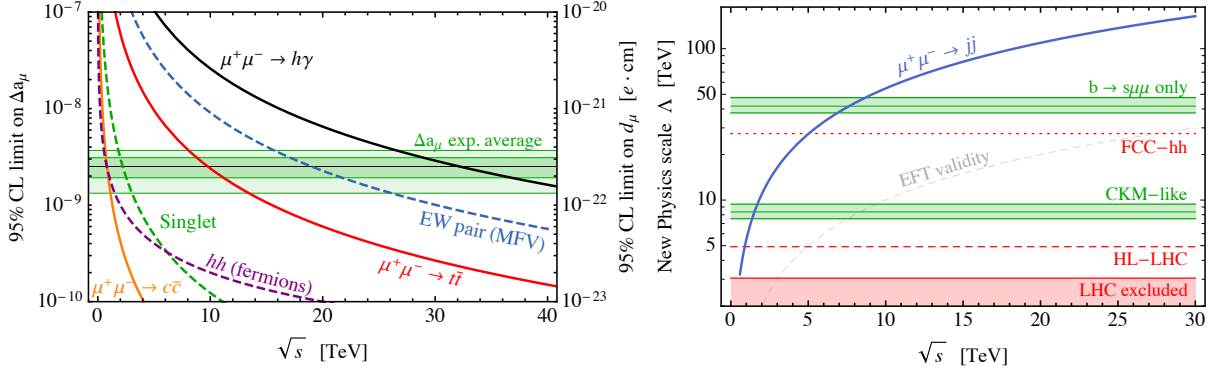 95% CL limit on Δaμ
10⁻⁷
10⁻⁸
10⁻⁹
10⁻¹⁰
μ⁺μ⁻ → hγ
Δaμ exp. average
Singlet
EW pair (MFV)
hh (fermions)
μ⁺μ⁻ → tt̄
μ⁺μ⁻ → cc̄
0
10
20
30
40
√s [TeV]
10⁻²⁰
10⁻²¹
10⁻²²
10⁻²³
95% CL limit on dμ [e · cm]
New Physics scale Λ [TeV]
100
50
10
5
μ⁺μ⁻ → jj
b → sμμ only
FCC−hh
EFT validity
CKM−like
HL−LHC
LHC excluded
0
5
10
15
20
25
30
√s [TeV]